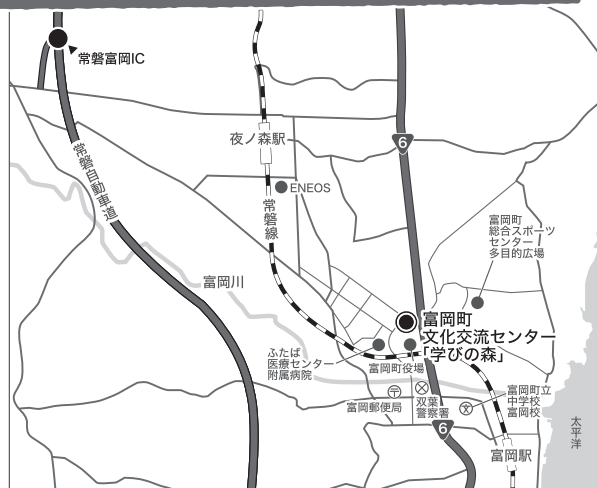 常磐富岡IC
6
夜ノ森駅
常磐自動車道
ENEOS
常磐線
富岡町
総合スポーツ
センター
多目的広場
富岡川
富岡町
文化交流センター
「学びの森」
ふたば
医療センター
附属病院
富岡町役場
〒
富岡郵便局
双葉
警察署
文
富岡町立
中学校
富岡校
6
太平洋
富岡駅